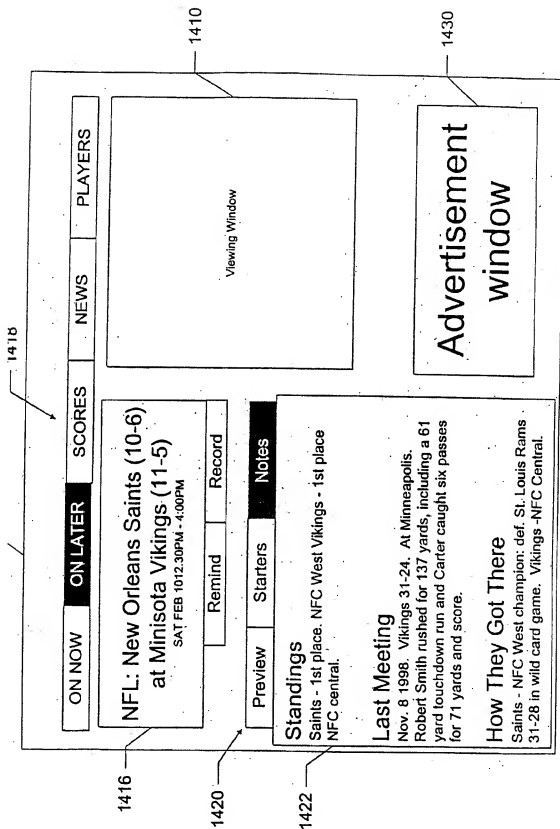 1418
ON NOW
ON LATER
SCORES
NEWS
PLAYERS
NFL: New Orleans Saints (10-6)
at Minisota Vikings (11-5)
SAT FEB 1012.30PM - 4:00PM
Remind
Record
Viewing Window
1410
1416
1420
Preview
Starters
Notes
1422
Standings
Saints - 1st place. NFC West Vikings - 1st place
NFC central.
Last Meeting
Nov. 8 1998. Vikings 31-24. At Minneapolis.
Robert Smith rushed for 137 yards, including a 61
yard touchdown run and Carter caught six passes
for 71 yards and score.
How They Got There
Saints - NFC West champion: def. St. Louis Rams
31-28 in wild card game. Vikings -NFC Central.
Advertisement
window
1430